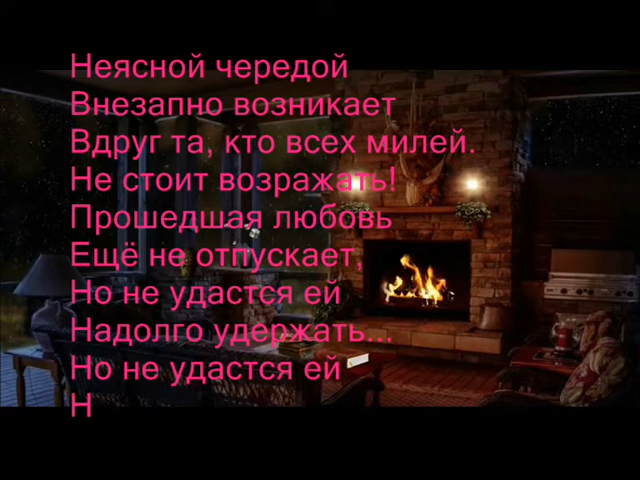 Неясной чередой
Внезапно возникает
Вдруг та, кто всех милей.
Не стоит возражать!
Прошедшая любовь
Ещё не отпускает,
Но не удастся ей
Надолго удержать...
Но не удастся ей
Н